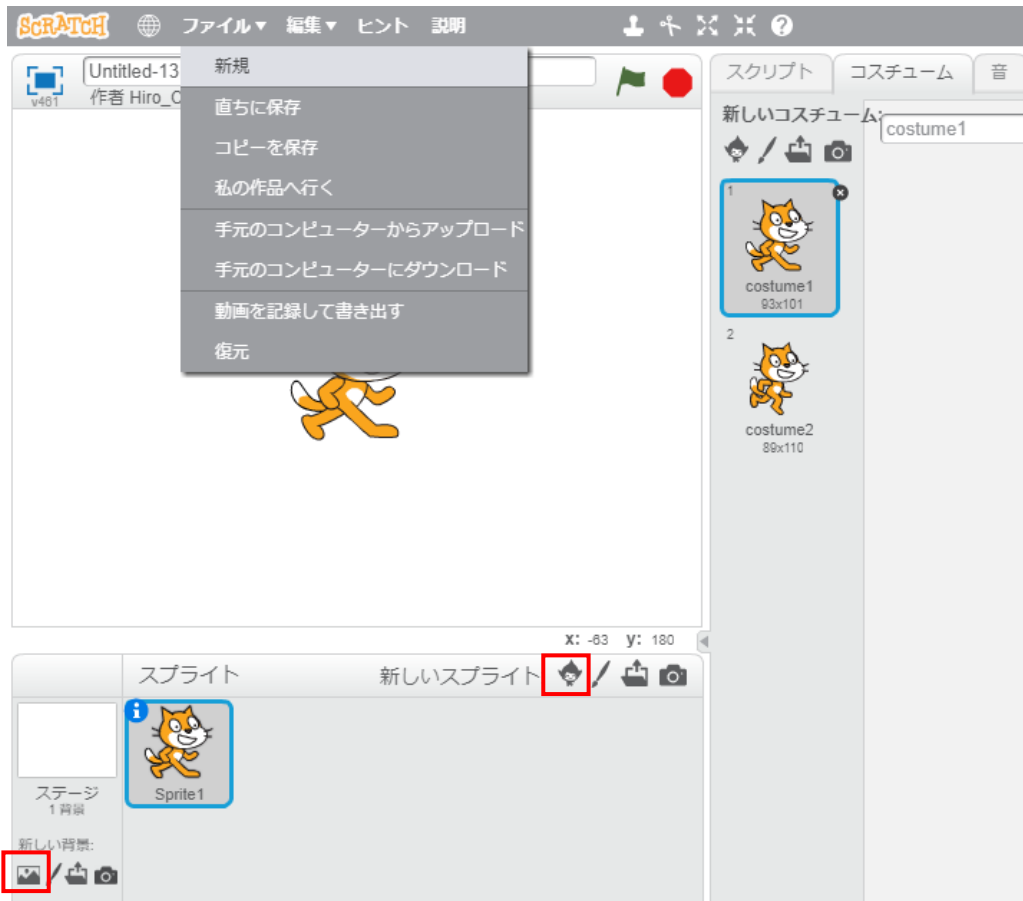 SCRATCH ファイル▼ 編集▼ ヒント 説明
新規
直ちに保存
コピーを保存
私の作品へ行く
手元のコンピューターからアップロード
手元のコンピューターにダウンロード
動画を記録して書き出す
復元
v461
Untitled-13
作者 Hiro_C
x: -63 y: 180
スクリプト コスチューム 音
新しいコスチューム:
costume1
1
costume1
93x101
2
costume2
89x110
スプライト 新しいスプライト
Sprite1
ステージ
1 背景
新しい背景: